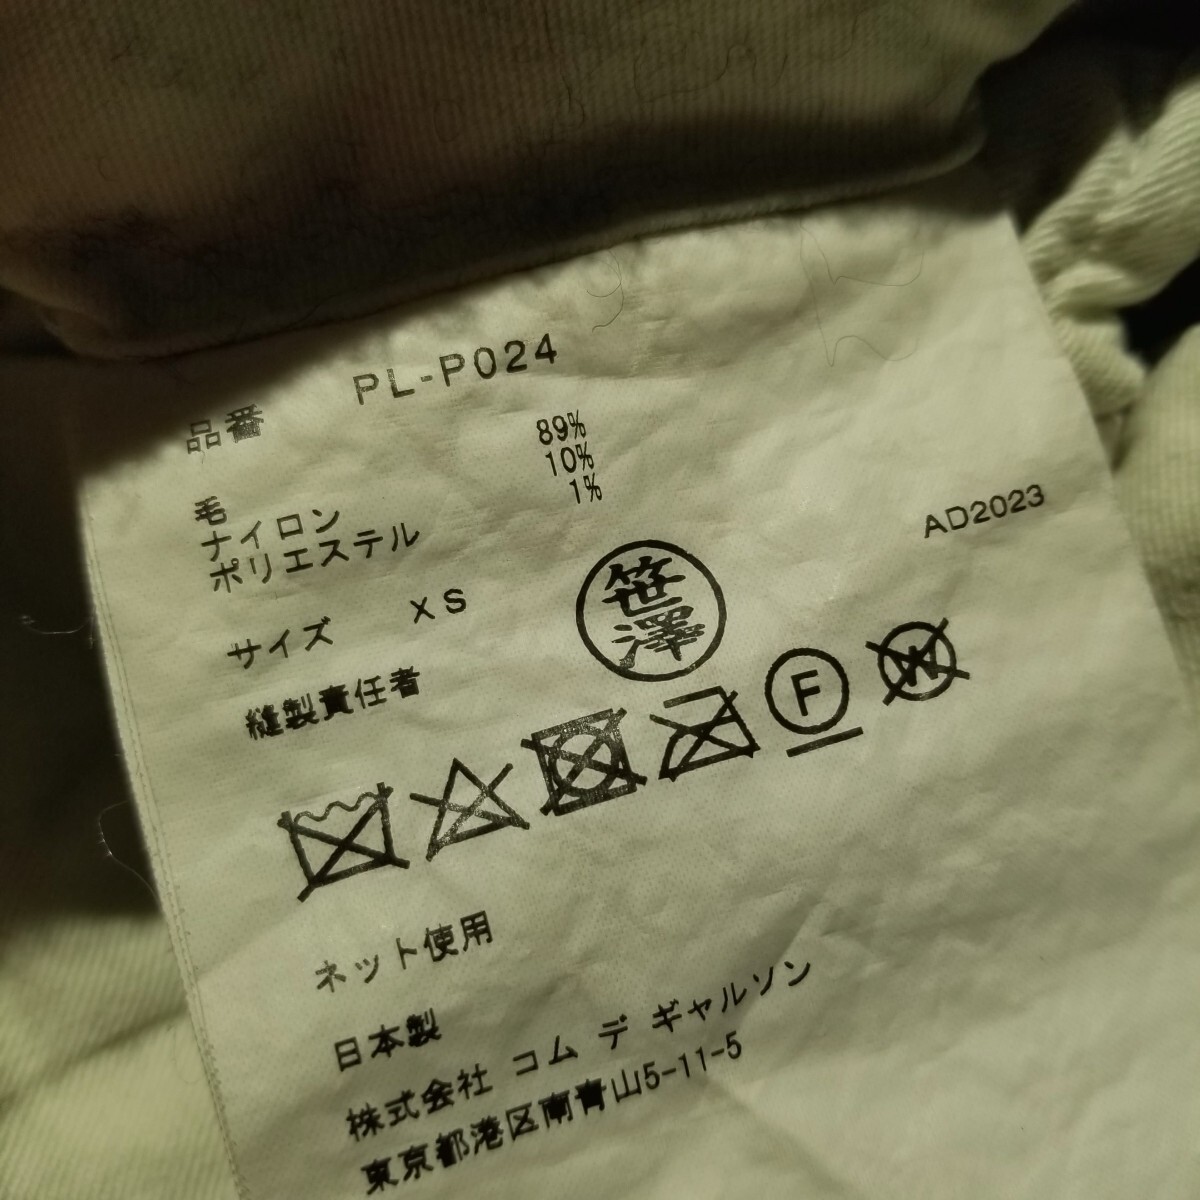 品番 PL-P024
毛 89%
ナイロン 10%
ポリエステル 1%
AD2023
サイズ XS
縫製責任者 笹澤
F W
ネット使用
日本製
株式会社 コム デ ギャルソン
東京都港区南青山5-11-5